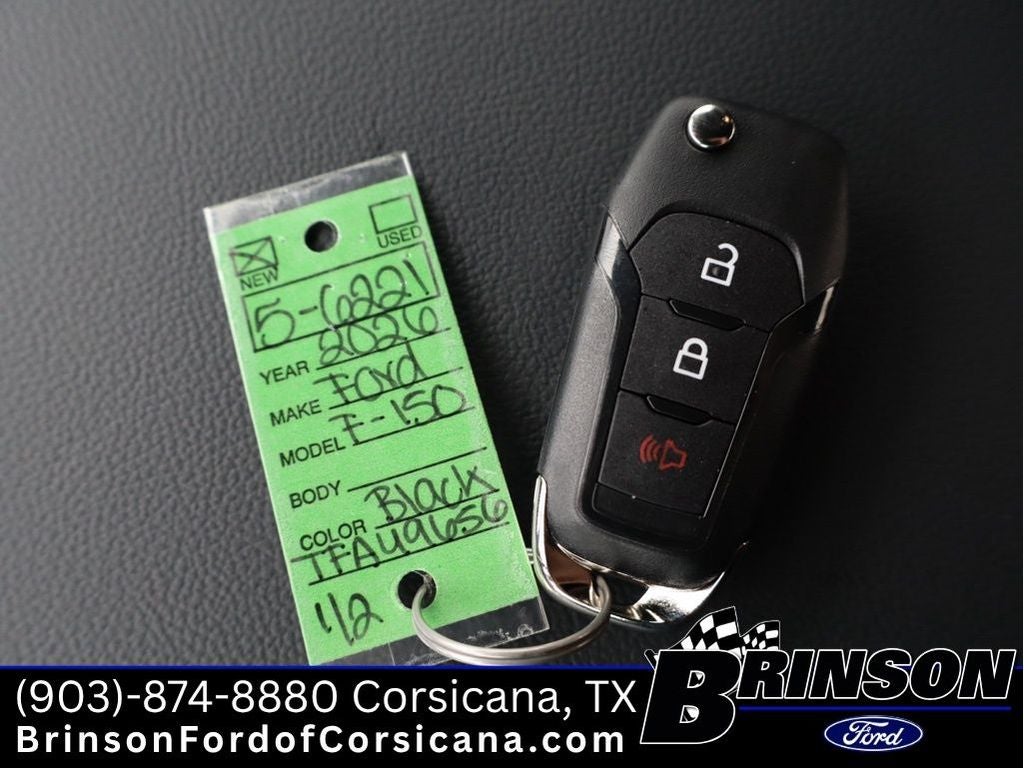 NEW
USED
5-6221
YEAR 2026
MAKE Ford
MODEL F-150
BODY
COLOR Black
TFA49656
1/2
(903)-874-8880 Corsicana, TX
BrinsonFordofCorsicana.com
BRINSON
Ford